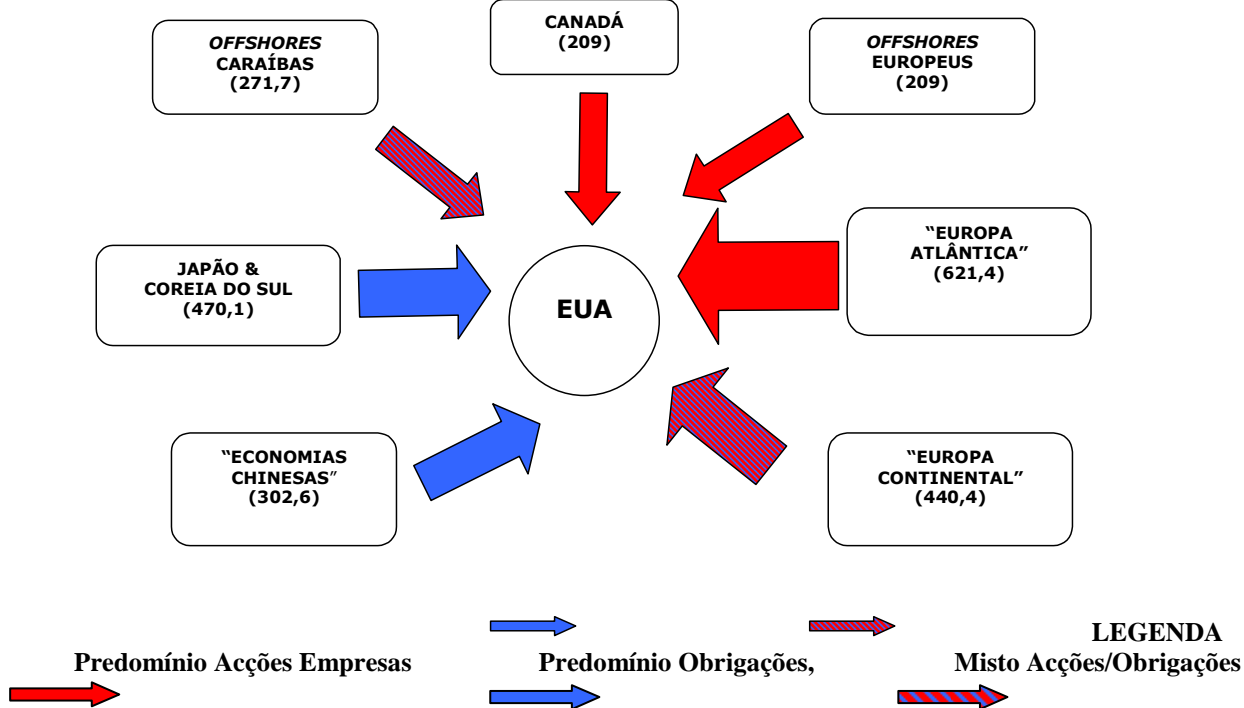 OFFSHORES
CARAÍBAS
(271,7)
CANADÁ
(209)
OFFSHORES
EUROPEUS
(209)
JAPÃO &
COREIA DO SUL
(470,1)
EUA
“EUROPA
ATLÂNTICA”
(621,4)
“ECONOMIAS
CHINESAS”
(302,6)
“EUROPA
CONTINENTAL”
(440,4)
LEGENDA
Predomínio Acções Empresas
Predomínio Obrigações,
Misto Acções/Obrigações